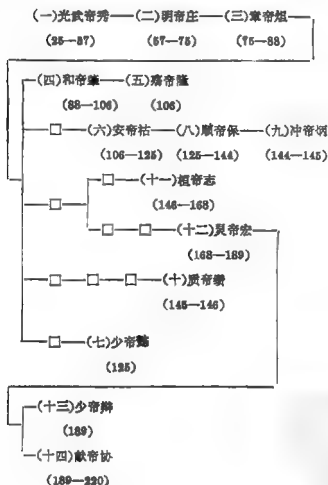 (一)光武帝秀—(二)明帝庄—(三)章帝炟
(25—57) (57—75) (75—88)
(四)和帝肇—(五)殇帝隆
(88—106) (106)
□—(六)安帝祜—(八)顺帝保—(九)冲帝炳
(106—125) (125—144) (144—145)
□—(十一)桓帝志
□
(146—168)
□—□—(十二)灵帝宏
(168—189)
□—□—□—(十)质帝缵
(145—146)
□—(七)少帝懿
(125)
(十三)少帝辩
(189)
(十四)献帝协
(189—220)